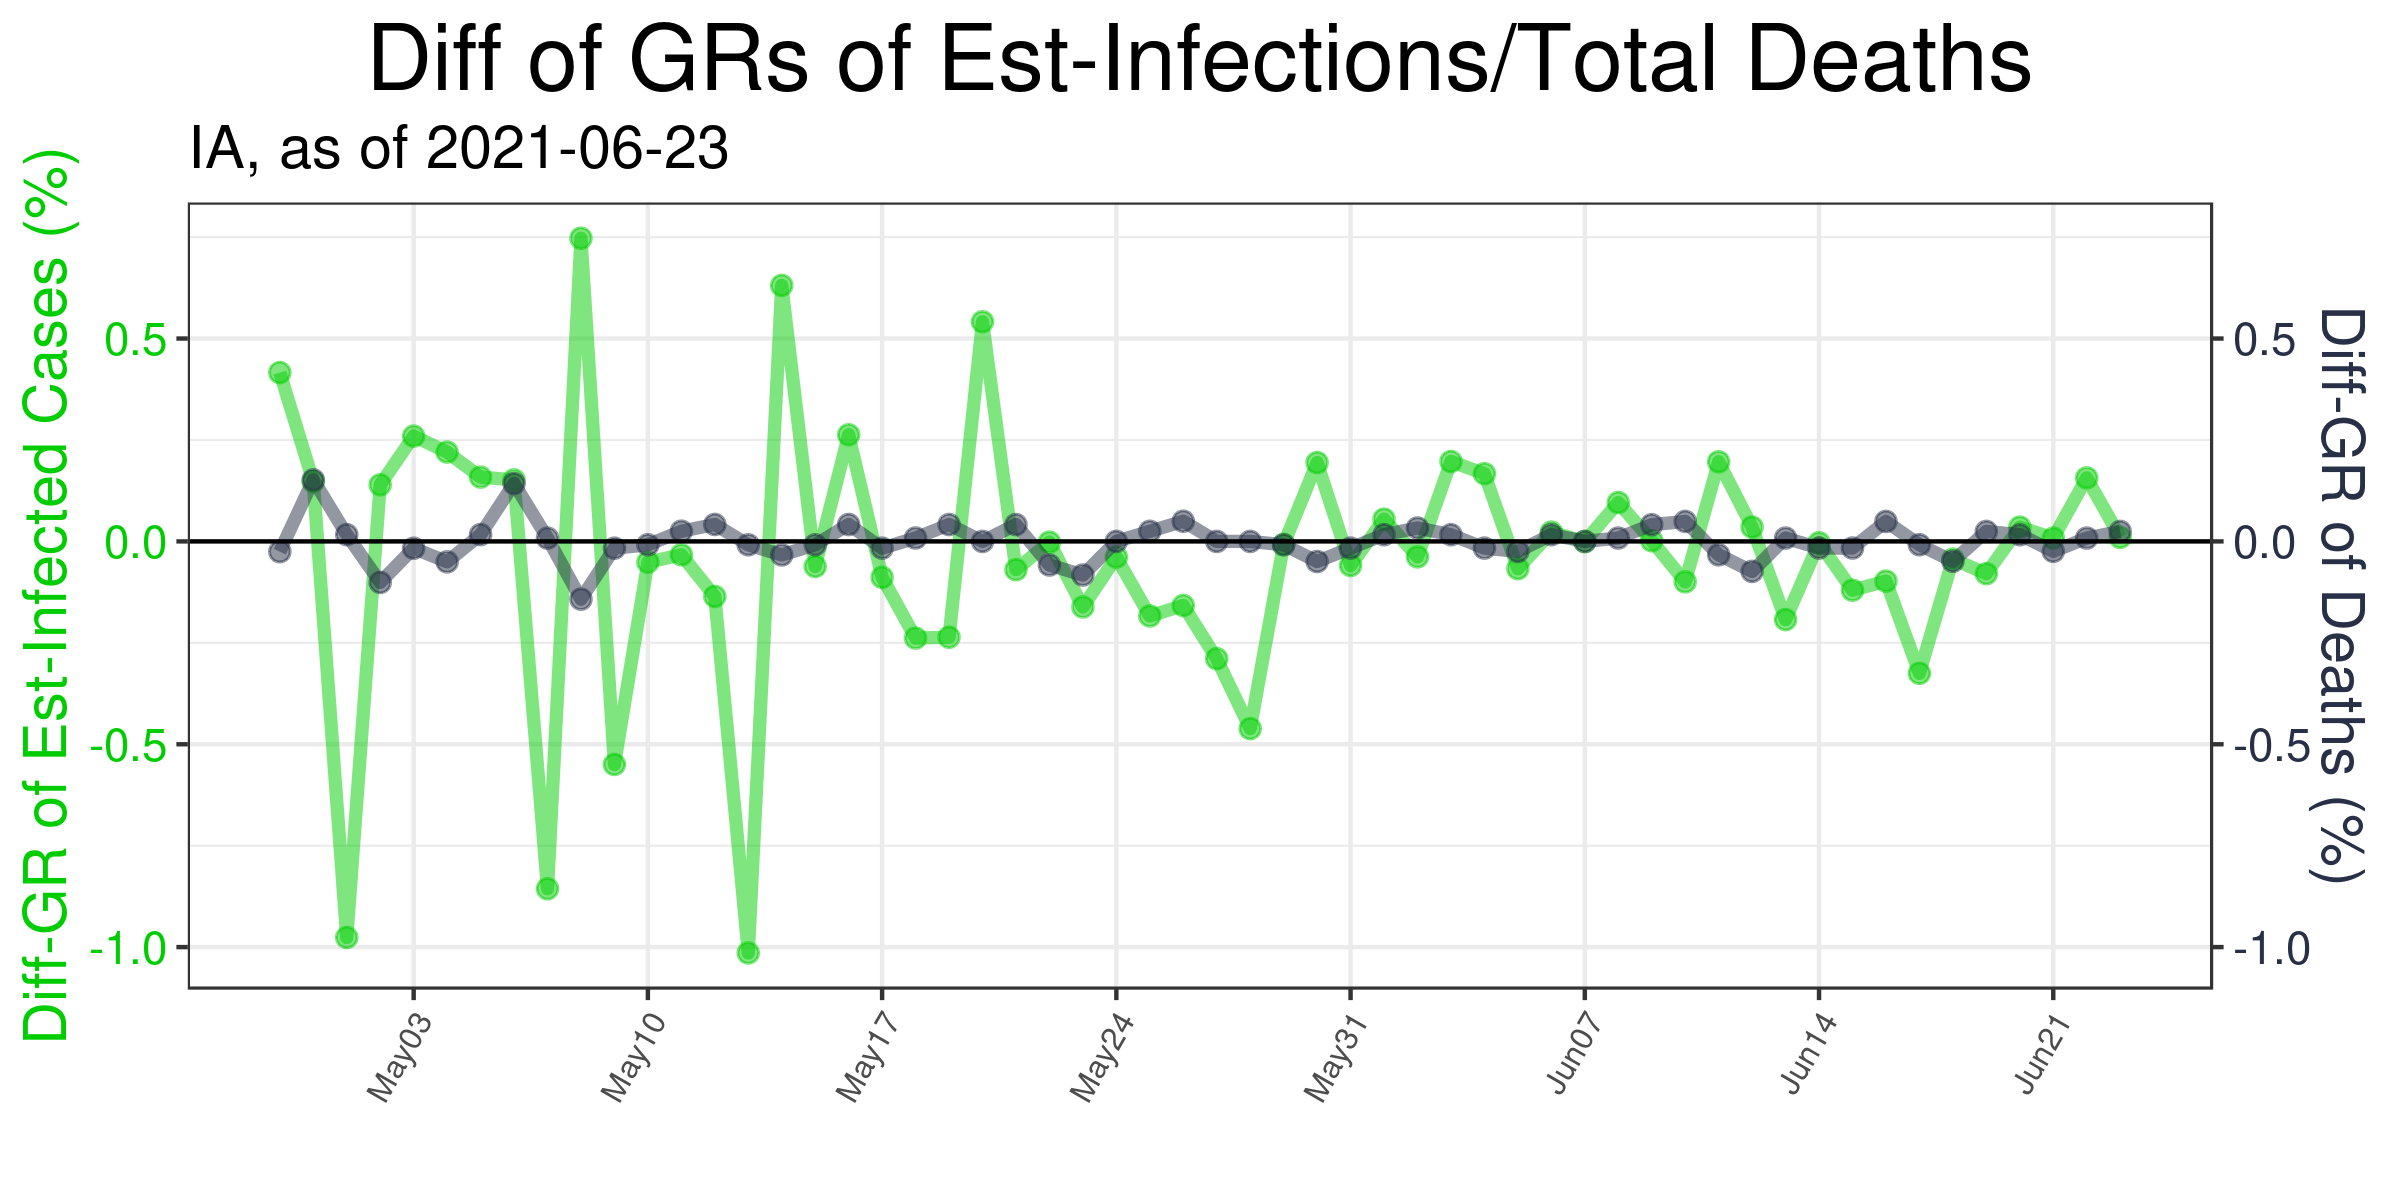 Diff of GRs of Est-Infections/Total Deaths
IA, as of 2021-06-23
Diff-GR of Est-Infected Cases (%)
0.5
0.0
-0.5
-1.0
0.5
0.0
-0.5
-1.0
Diff-GR of Deaths (%)
May03
May10
May17
May24
May31
Jun07
Jun14
Jun21